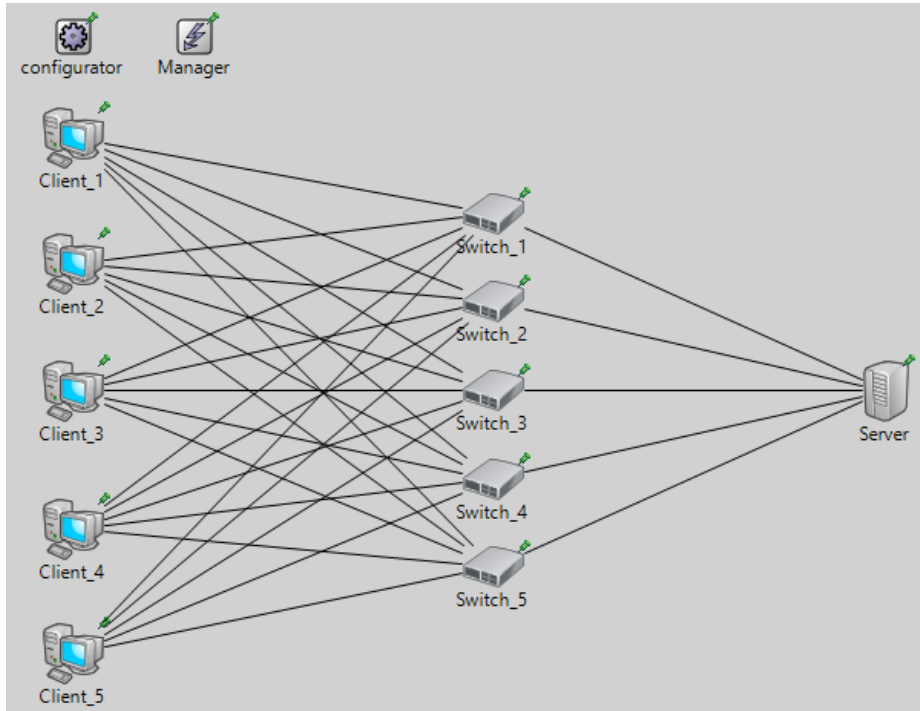 configurator
Manager
Client_1
Client_2
Client_3
Client_4
Client_5
Switch_1
Switch_2
Switch_3
Switch_4
Switch_5
Server